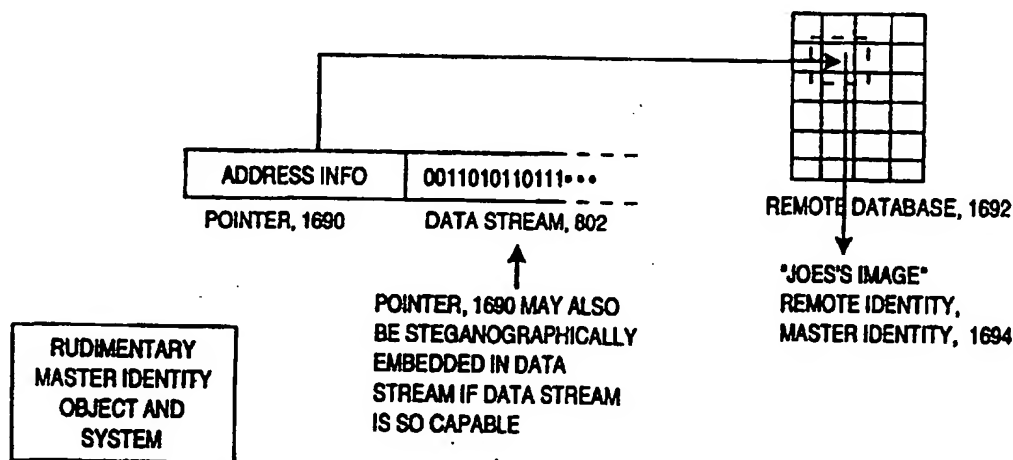 ADDRESS INFO
0011010110111•••
POINTER, 1690
DATA STREAM, 802
REMOTE DATABASE, 1692
"JOES'S IMAGE"
REMOTE IDENTITY,
MASTER IDENTITY, 1694
POINTER, 1690 MAY ALSO
BE STEGANOGRAPHICALLY
EMBEDDED IN DATA
STREAM IF DATA STREAM
IS SO CAPABLE
RUDIMENTARY
MASTER IDENTITY
OBJECT AND
SYSTEM